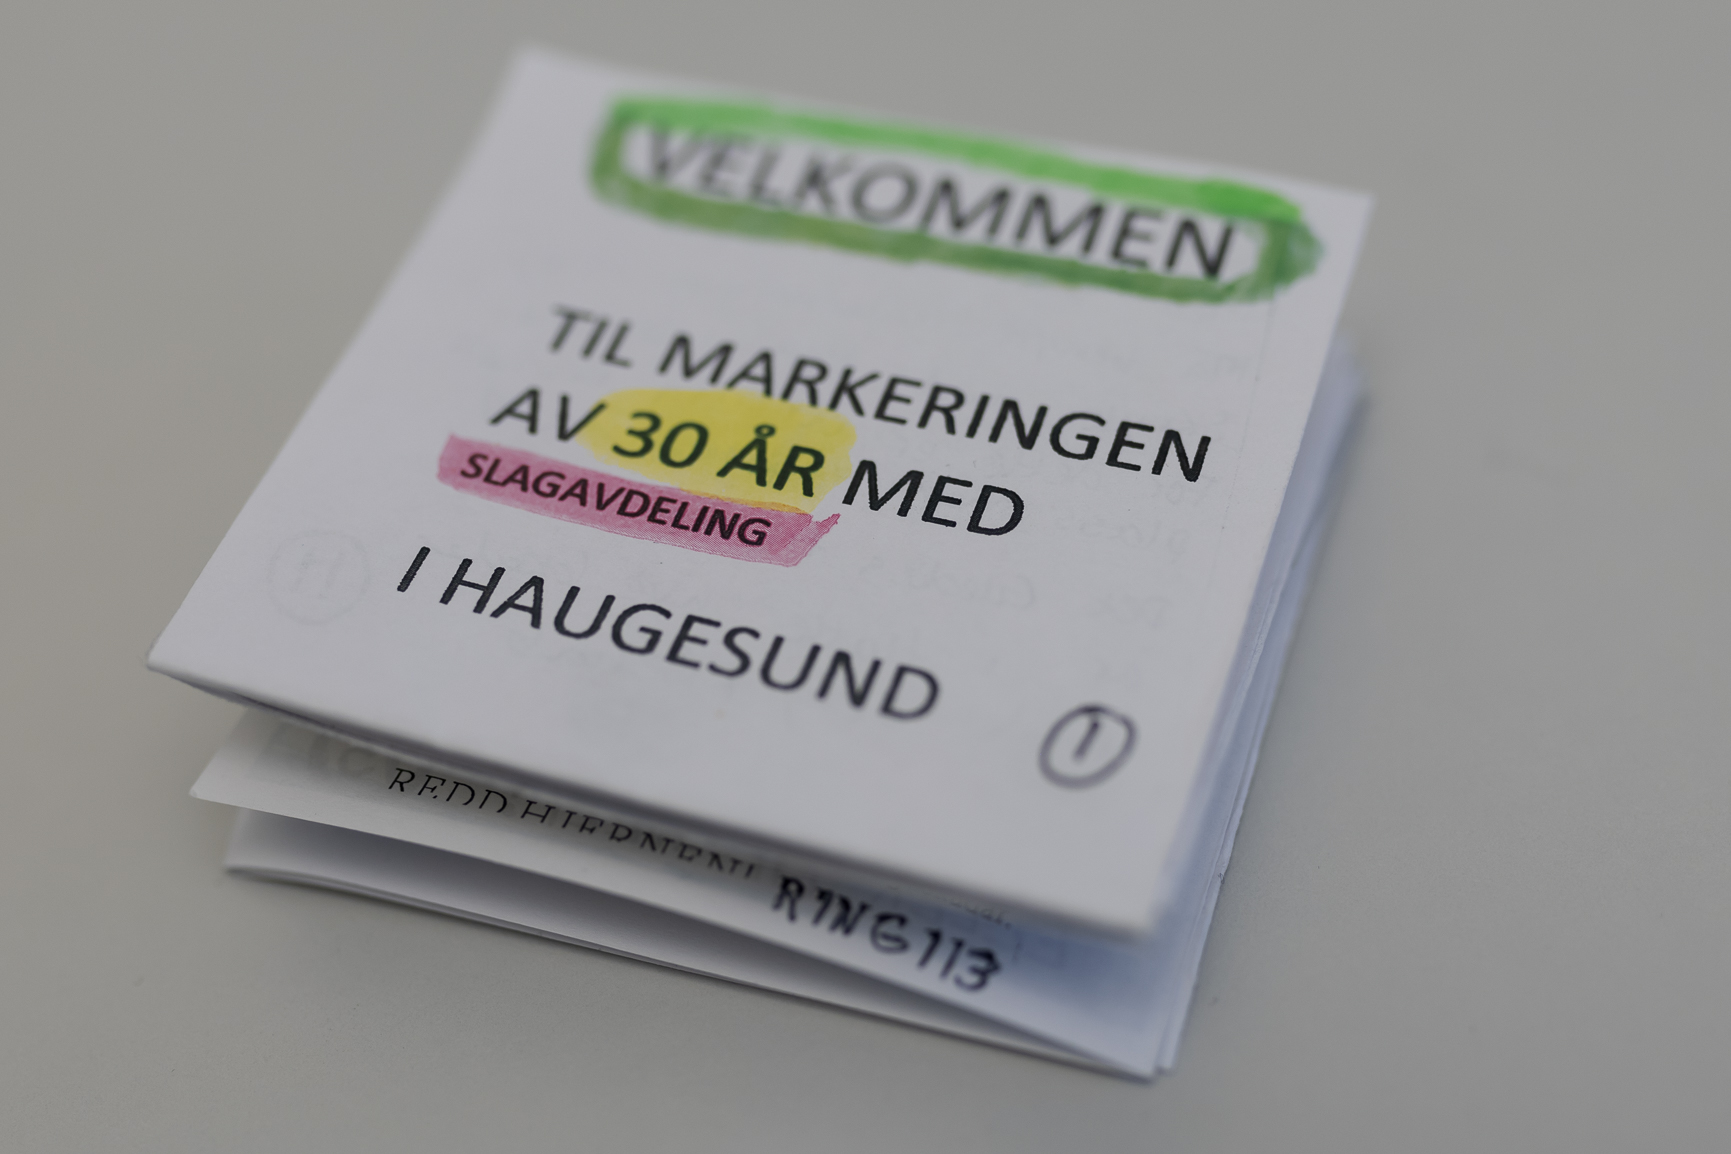 VELKOMMEN
TIL MARKERINGEN
AV 30 ÅR MED
SLAGAVDELING
I HAUGESUND
1
REDD HJERNEN!
RING 113